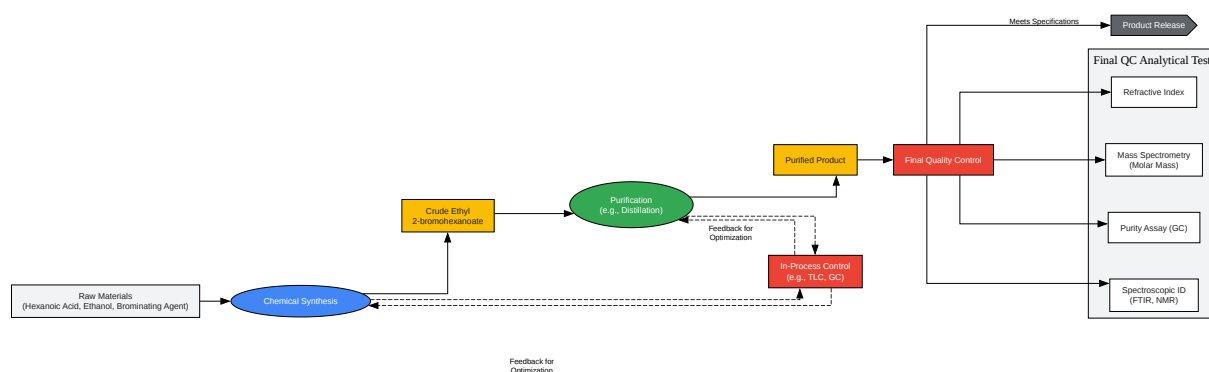 Meets Specifications
Product Release
Final QC Analytical Test
Refractive Index
Purified Product
Final Quality Control
Mass Spectrometry
(Molar Mass)
Purification
(e.g., Distillation)
Crude Ethyl
2-bromohexanoate
Purity Assay (GC)
Feedback for
Optimization
In-Process Control
(e.g., TLC, GC)
Raw Materials
(Hexanoic Acid, Ethanol, Brominating Agent)
Chemical Synthesis
Spectroscopic ID
(FTIR, NMR)
Feedback for
Optimization